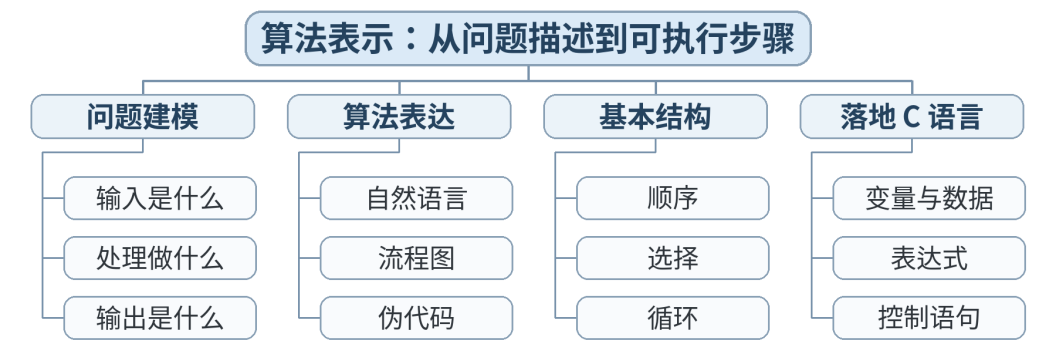 算法表示：从问题描述到可执行步骤
问题建模
输入是什么
处理做什么
输出是什么
算法表达
自然语言
流程图
伪代码
基本结构
顺序
选择
循环
落地 C 语言
变量与数据
表达式
控制语句